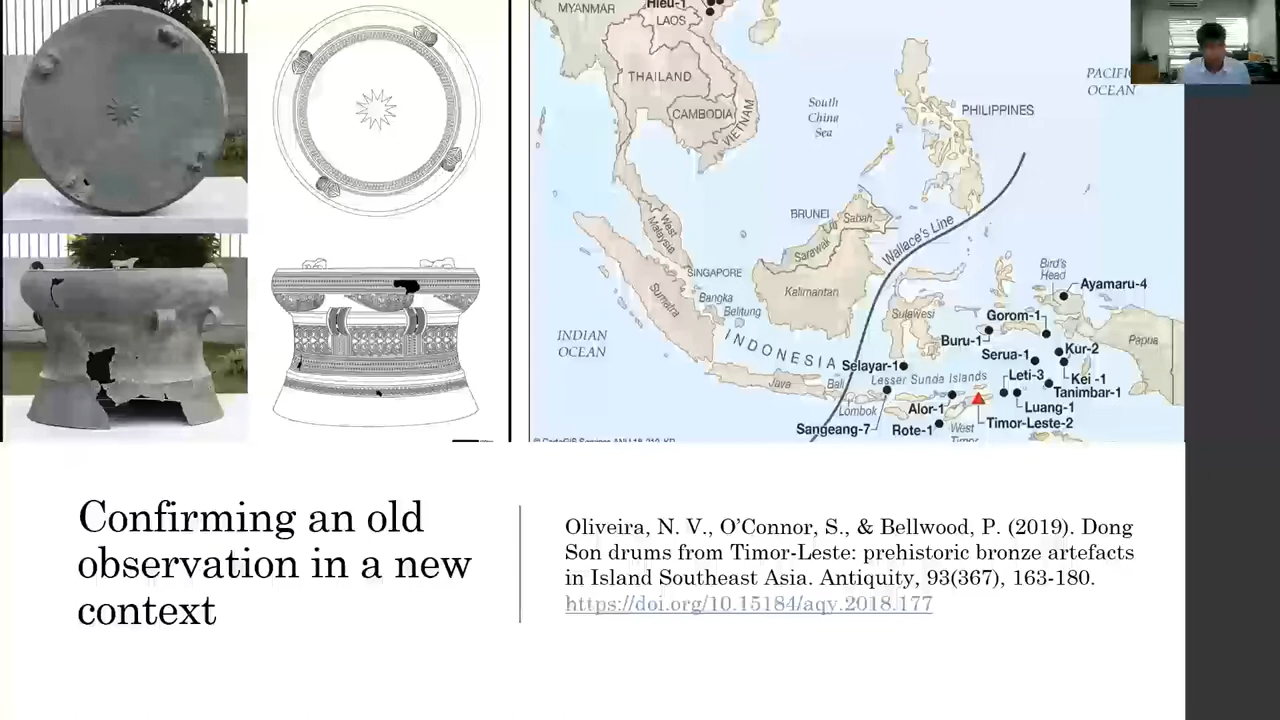 MYANMAR
Hieu-1
LAOS
THAILAND
CAMBODIA
VIETNAM
South
China
Sea
PHILIPPINES
PACIFIC
OCEAN
BRUNEI
Sabah
Sarawak
West
Malaysia
SINGAPORE
Wallace's Line
Kalimantan
Sumatra
Bangka
Belitung
INDIAN
OCEAN
INDONESIA
Sulawesi
Bird's
Head
Ayamaru-4
Gorom-1
Buru-1
Papua
Serua-1
Kur-2
Selayar-1
Kei -1
Lesser Sunda Islands
Leti-3
Tanimbar-1
Java
Bali
Lombok
Alor-1
Luang-1
Sangeang-7
Rote-1
West
Timor
Timor-Leste-2
Confirming an old
observation in a new
context
Oliveira, N. V., O’Connor, S., & Bellwood, P. (2019). Dong
Son drums from Timor-Leste: prehistoric bronze artefacts
in Island Southeast Asia. Antiquity, 93(367), 163-180.
https://doi.org/10.15184/aqy.2018.177